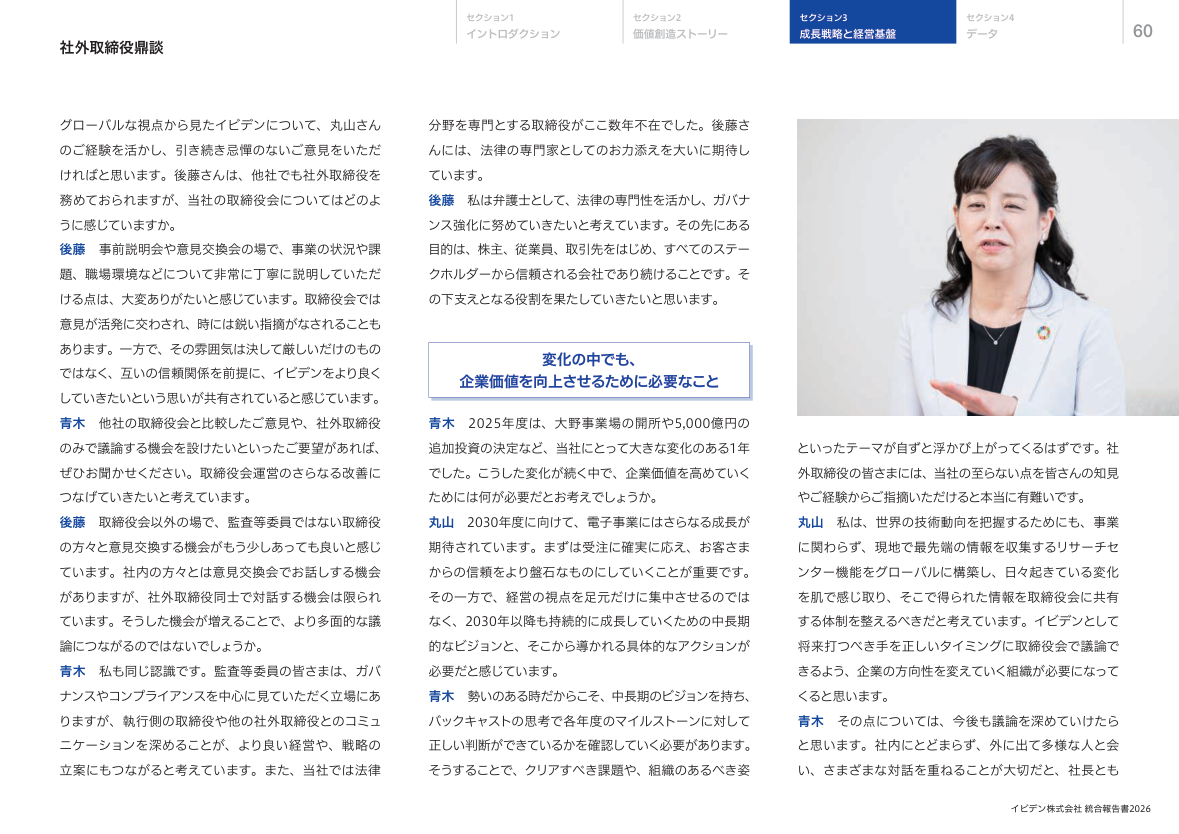 社外取締役鼎談
セクション1
イントロダクション
セクション2
価値創造ストーリー
セクション3
成長戦略と経営基盤
セクション4
データ
60
グローバルな視点から見たイビデンについて、丸山さん
のご経験を活かし、引き続き忌憚のないご意見をいただ
ければと思います。後藤さんは、他社でも社外取締役を
務めておられますが、当社の取締役会についてはどのよ
うに感じていますか。
後藤　事前説明会や意見交換会の場で、事業の状況や課
題、職場環境などについて非常に丁寧に説明していただ
ける点は、大変ありがたいと感じています。取締役会では
意見が活発に交わされ、時には鋭い指摘がなされることも
あります。一方で、その雰囲気は決して厳しいだけのもの
ではなく、互いの信頼関係を前提に、イビデンをより良く
していきたいという思いが共有されていると感じています。
青木　他社の取締役会と比較したご意見や、社外取締役
のみで議論する機会を設けたいといったご要望があれば、
ぜひお聞かせください。取締役会運営のさらなる改善に
つなげていきたいと考えています。
後藤　取締役会以外の場で、監査等委員ではない取締役
の方々と意見交換する機会がもう少しあっても良いと感じ
ています。社内の方々とは意見交換会でお話しする機会
がありますが、社外取締役同士で対話する機会は限られ
ています。そうした機会が増えることで、より多面的な議
論につながるのではないでしょうか。
青木　私も同じ認識です。監査等委員の皆さまは、ガバ
ナンスやコンプライアンスを中心に見ていただく立場にあ
りますが、執行側の取締役や他の社外取締役とのコミュ
ニケーションを深めることが、より良い経営や、戦略の
立案にもつながると考えています。また、当社では法律
分野を専門とする取締役がここ数年不在でした。後藤さ
んには、法律の専門家としてのお力添えを大いに期待し
ています。
後藤　私は弁護士として、法律の専門性を活かし、ガバナ
ンス強化に努めていきたいと考えています。その先にある
目的は、株主、従業員、取引先をはじめ、すべてのステー
クホルダーから信頼される会社であり続けることです。そ
の下支えとなる役割を果たしていきたいと思います。
変化の中でも、
企業価値を向上させるために必要なこと
青木　2025年度は、大野事業場の開所や5,000億円の
追加投資の決定など、当社にとって大きな変化のある1年
でした。こうした変化が続く中で、企業価値を高めていく
ためには何が必要だとお考えでしょうか。
丸山　2030年度に向けて、電子事業にはさらなる成長が
期待されています。まずは受注に確実に応え、お客さま
からの信頼をより盤石なものにしていくことが重要です。
その一方で、経営の視点を足元だけに集中させるのでは
なく、2030年以降も持続的に成長していくための中長期
的なビジョンと、そこから導かれる具体的なアクションが
必要だと感じています。
青木　勢いのある時だからこそ、中長期のビジョンを持ち、
バックキャストの思考で各年度のマイルストーンに対して
正しい判断ができているかを確認していく必要があります。
そうすることで、クリアすべき課題や、組織のあるべき姿
といったテーマが自ずと浮かび上がってくるはずです。社
外取締役の皆さまには、当社の至らない点を皆さんの知見
やご経験からご指摘いただけると本当に有難いです。
丸山　私は、世界の技術動向を把握するためにも、事業
に関わらず、現地で最先端の情報を収集するリサーチセ
ンター機能をグローバルに構築し、日々起きている変化
を肌で感じ取り、そこで得られた情報を取締役会に共有
する体制を整えるべきだと考えています。イビデンとして
将来打つべき手を正しいタイミングに取締役会で議論で
きるよう、企業の方向性を変えていく組織が必要になって
くると思います。
青木　その点については、今後も議論を深めていけたら
と思います。社内にとどまらず、外に出て多様な人と会
い、さまざまな対話を重ねることが大切だと、社長とも
イビデン株式会社 統合報告書2026